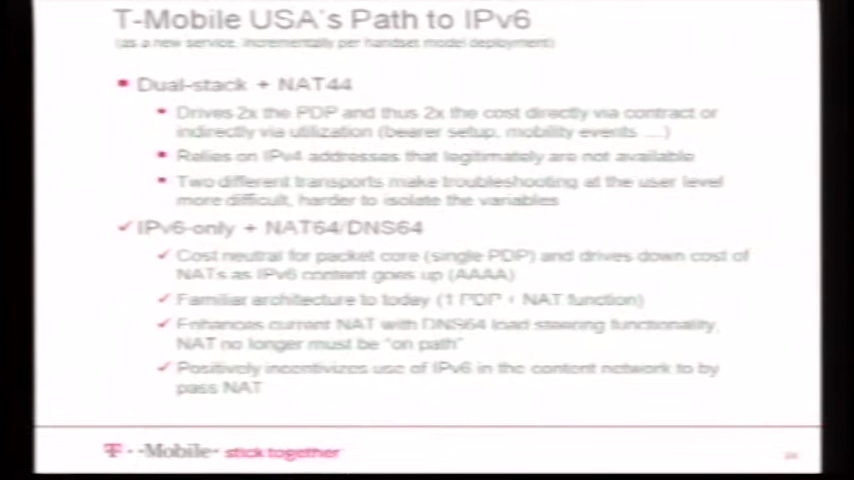 T-Mobile USA's Path to IPv6
(as a new service, incrementally per handset model deployment)
Dual-stack + NAT44
Drives 2x the PDP and thus 2x the cost directly via contract or
indirectly via utilization (bearer setup, mobility events ...)
Relies on IPv4 addresses that legitimately are not available
Two different transports make troubleshooting at the user level
more difficult, harder to isolate the variables
IPv6-only + NAT64/DNS64
Cost neutral for packet core (single PDP) and drives down cost of
NATs as IPv6 content goes up (AAAA)
Familiar architecture to today (1 PDP + NAT function)
Enhances current NAT with DNS64 load steering functionality,
NAT no longer must be "on path"
Positively incentivizes use of IPv6 in the content network to by
pass NAT
T··Mobile· stick together